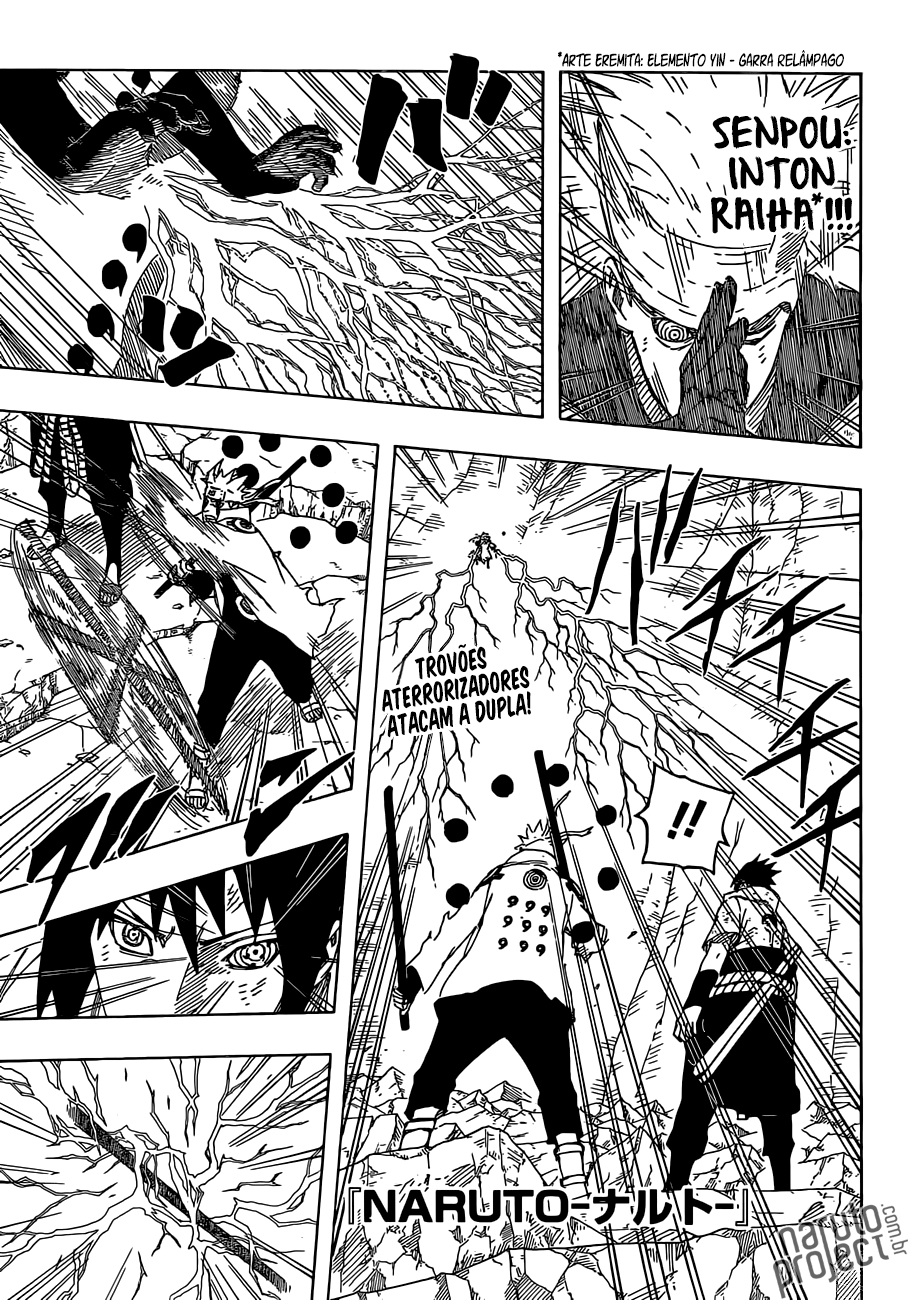 *ARTE EREMITA: ELEMENTO YIN - GARRA RELÂMPAGO
SENPOU:
INTON
RAIHA*!!!
TROVÕES
ATERRORIZADORES
ATACAM A DUPLA!
!!
『NARUTO-ナルト-』
naruto
project
.com.br